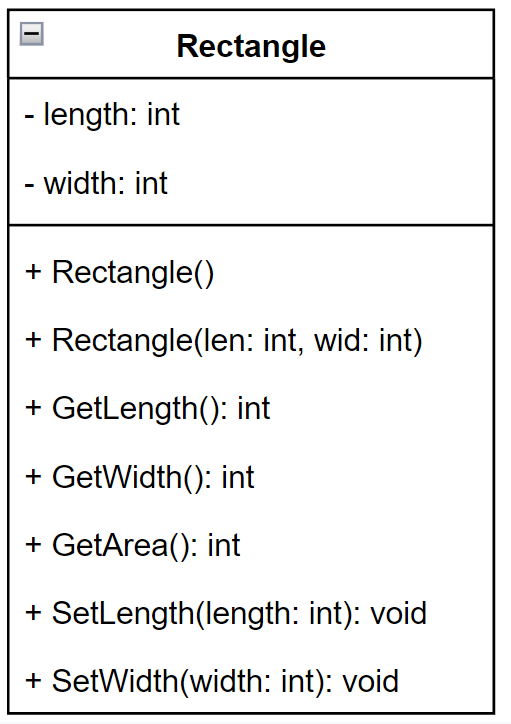 Rectangle
- length: int
- width: int
+ Rectangle()
+ Rectangle(len: int, wid: int)
+ GetLength(): int
+ GetWidth(): int
+ GetArea(): int
+ SetLength(length: int): void
+ SetWidth(width: int): void